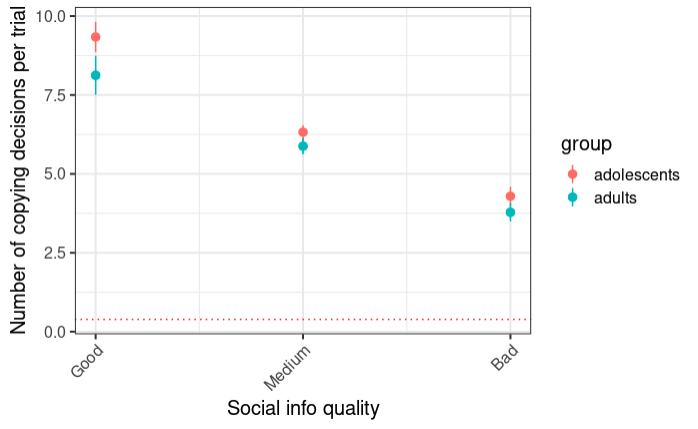 Number of copying decisions per trial
10.0
7.5
5.0
2.5
0.0
Good
Medium
Bad
Social info quality
group
adolescents
adults